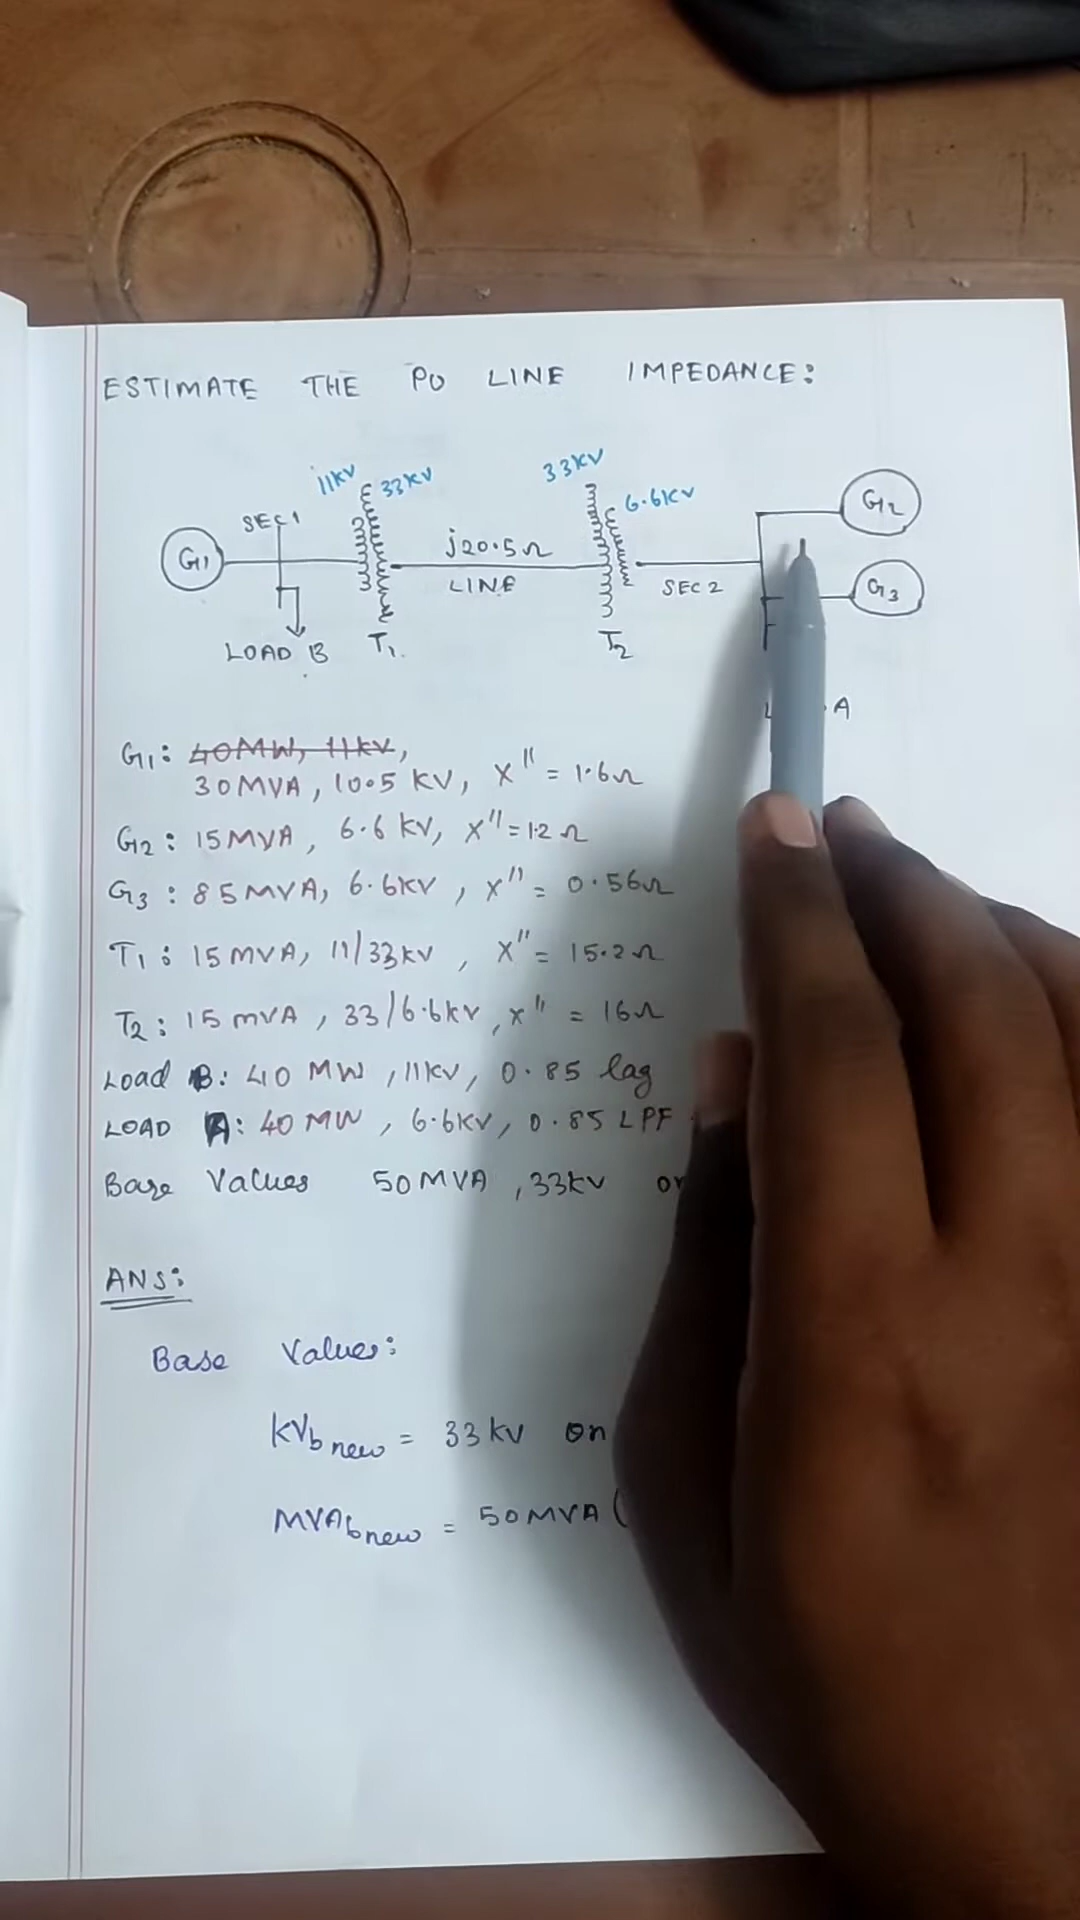 ESTIMATE THE PU LINE IMPEDANCE:
11kv 33kv 33kv 6.6kv
SEC1
G1
j20.5Ω
LINE
SEC2
G2
G3
LOAD B
T1.
T2
A
G1: 40MW, 11kv,
30MVA, 10.5 KV, X" = 1.6Ω
G2: 15MVA, 6.6 kv, X" = 1.2 Ω
G3: 85MVA, 6.6kv, X" = 0.56Ω
T1: 15MVA, 11/33kv, X" = 15.2Ω
T2: 15 MVA, 33/6.6kv, X" = 16Ω
Load B: 40 MW, 11kv, 0.85 lag
LOAD A: 40 MW, 6.6kv, 0.85 LPF
Base Values 50MVA, 33kv
ANS:
Base Values:
kVb new = 33 kv on
MVAb new = 50MVA (